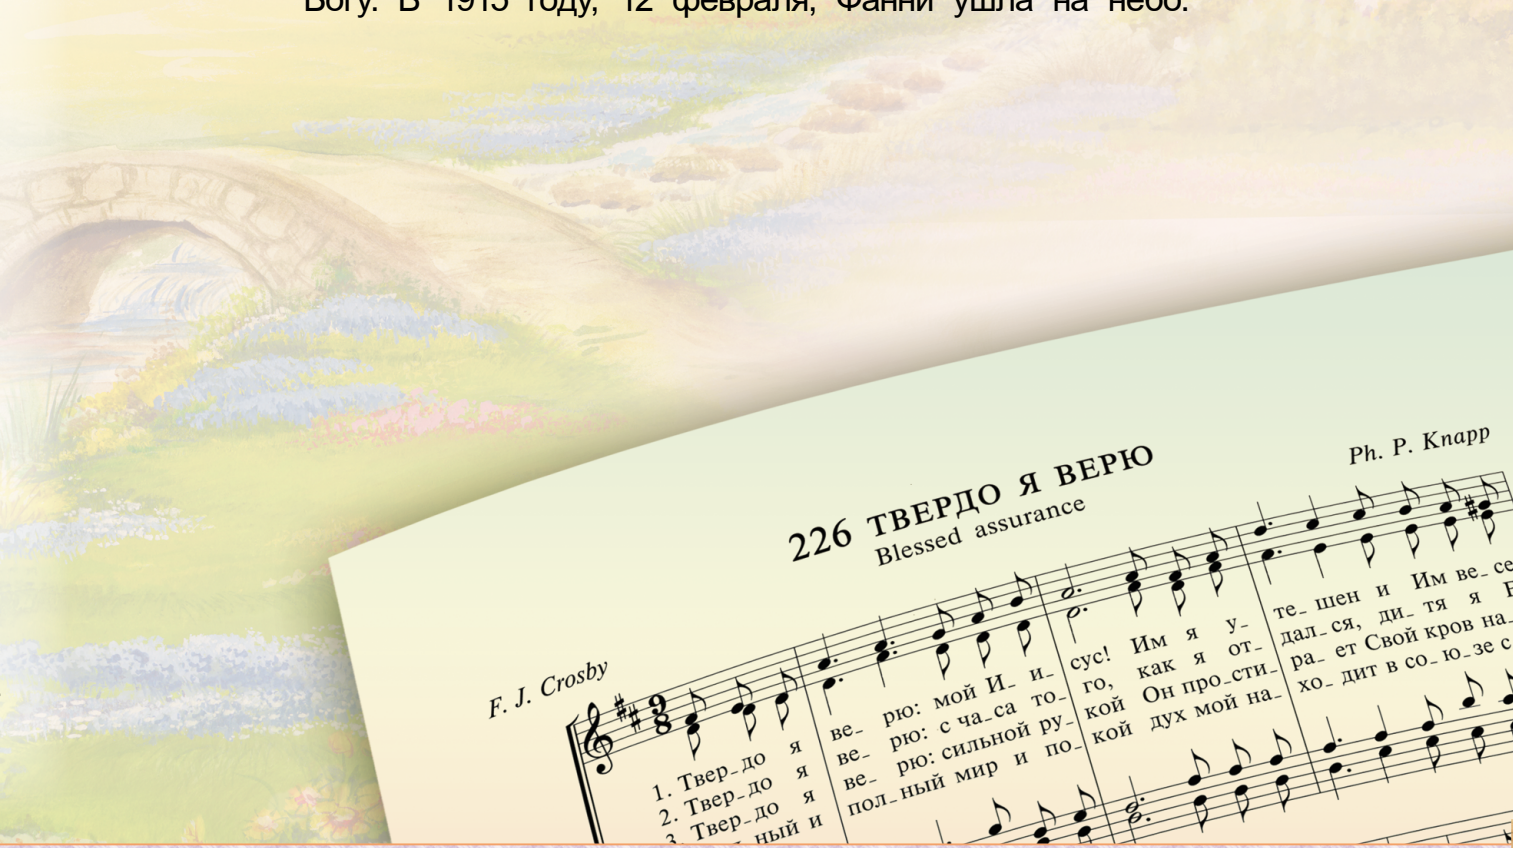 Богу. В 1915 году, 12 февраля, Фанни ушла на небо.
226 ТВЕРДО Я ВЕРЮ
Blessed assurance
F. J. Crosby
Ph. P. Knapp
9
8
1. Твер_до я ве_ рю: мой И_ и_ сус! Им я у_ те_ шен и Им ве_ се
2. Твер_до я ве_ рю: с ча_са то_ го, как я от_ дал_ся, ди_ тя я
3. Твер_до я ве_ рю: сильной ру_ кой Он про_сти_ ра_ ет Свой кров на_
ный и пол_ный мир и по_ кой дух мой на_ хо_ дит в со_ ю_зе с